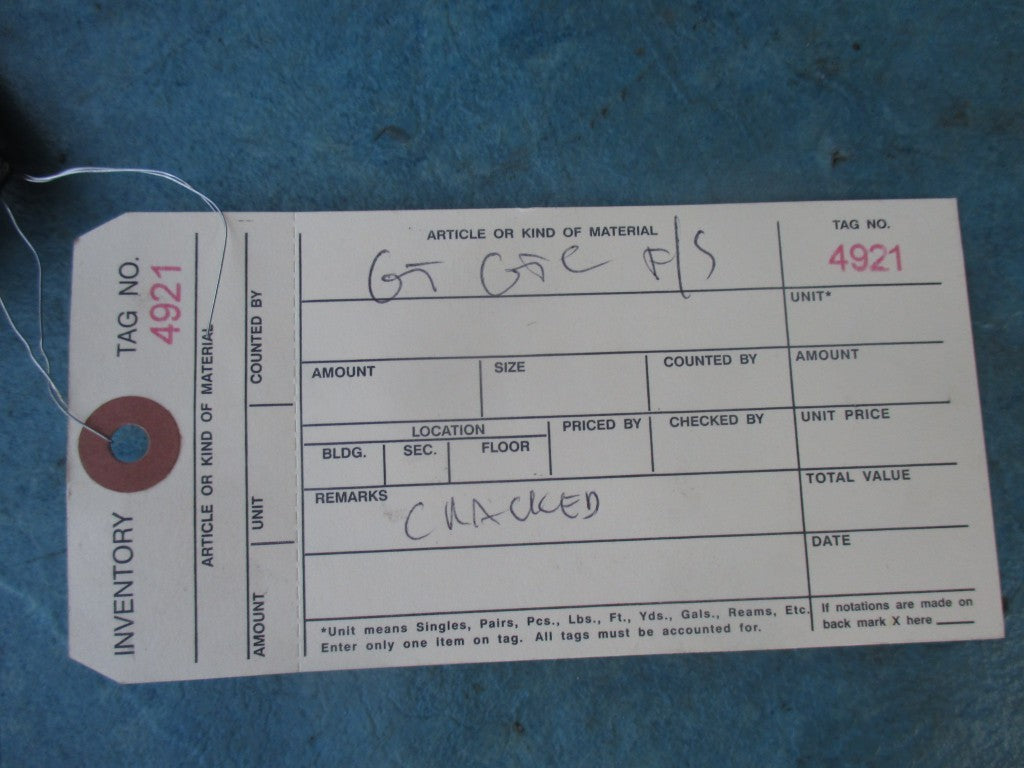 INVENTORY TAG NO. 4921
ARTICLE OR KIND OF MATERIAL
AMOUNT UNIT COUNTED BY
ARTICLE OR KIND OF MATERIAL
GT GTC P/S
TAG NO.
4921
UNIT*
AMOUNT SIZE COUNTED BY AMOUNT
LOCATION PRICED BY CHECKED BY UNIT PRICE
BLDG. SEC. FLOOR
REMARKS TOTAL VALUE
CRACKED
DATE
*Unit means Singles, Pairs, Pcs., Lbs., Ft., Yds., Gals., Reams, Etc.
Enter only one item on tag. All tags must be accounted for.
If notations are made on
back mark X here ____